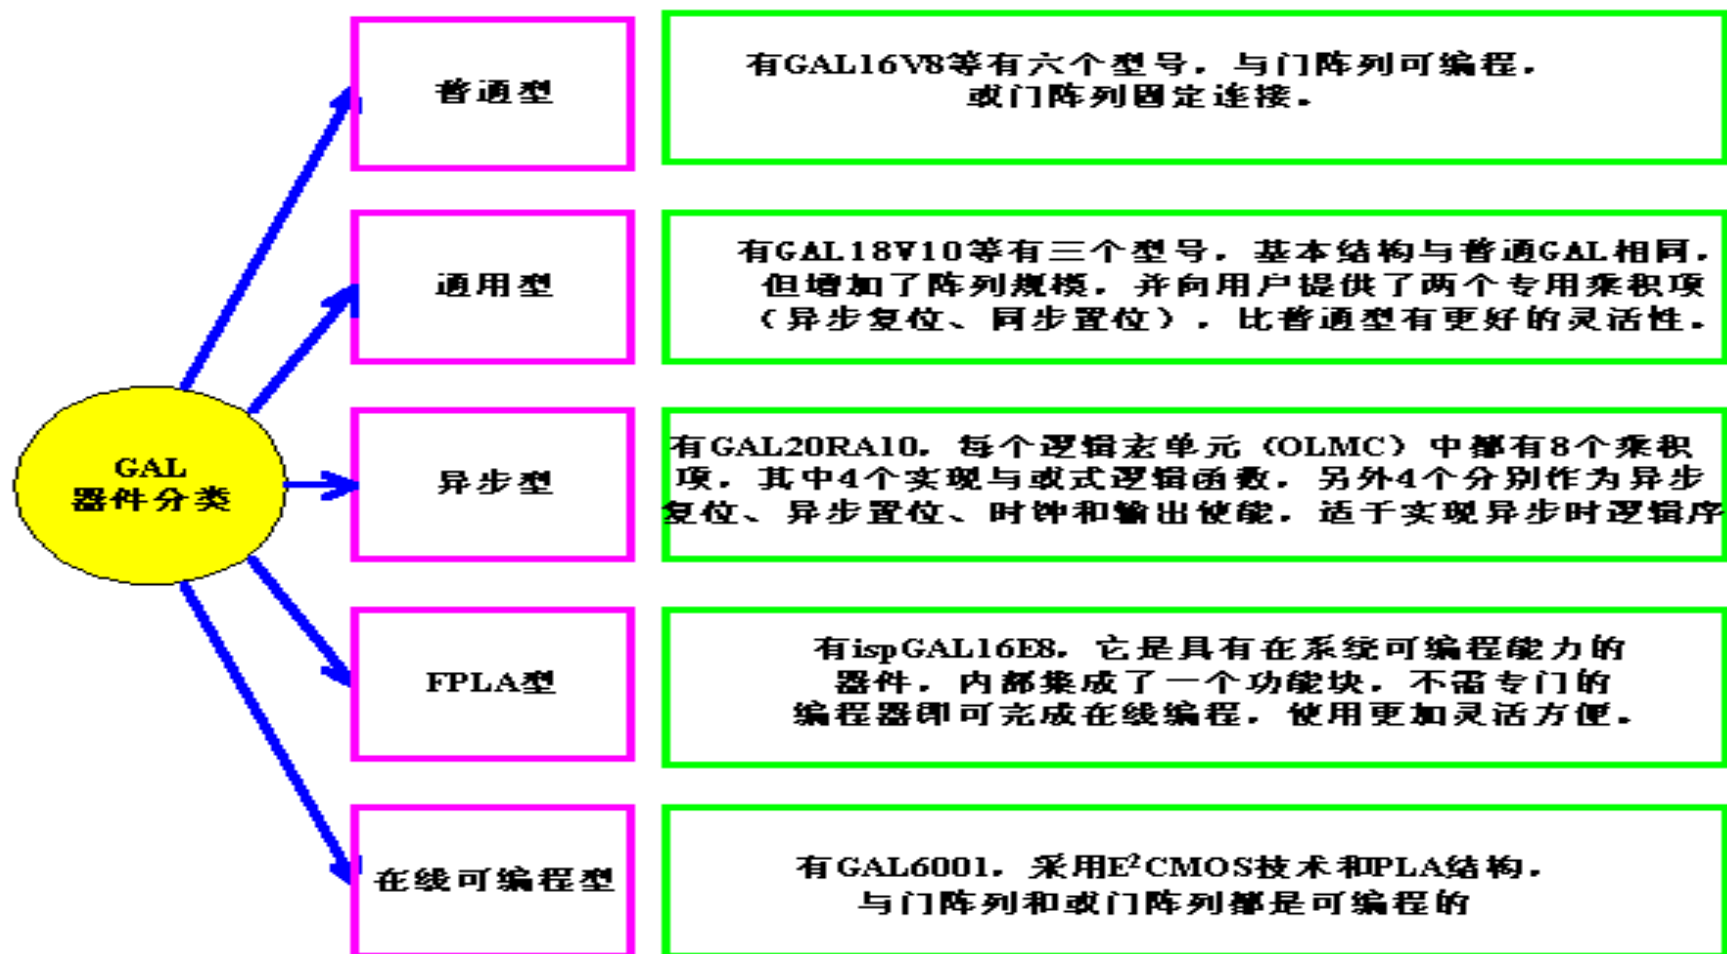 GAL
器件分类
普通型
有GAL16V8等有六个型号，与门阵列可编程，
或门阵列固定连接。
通用型
有GAL18V10等有三个型号，基本结构与普通GAL相同，
但增加了阵列规模，并向用户提供了两个专用乘积项
（异步复位、同步置位），比普通型有更好的灵活性。
异步型
有GAL20RA10，每个逻辑宏单元（OLMC）中都有8个乘积
项，其中4个实现与或式逻辑函数，另外4个分别作为异步
复位、异步置位、时钟和输出使能，适于实现异步时逻辑序
FPLA型
有ispGAL16E8，它是具有在系统可编程能力的
器件，内部集成了一个功能块，不需专门的
编程器即可完成在线编程，使用更加灵活方便。
在线可编程型
有GAL6001，采用E²CMOS技术和PLA结构，
与门阵列和或门阵列都是可编程的